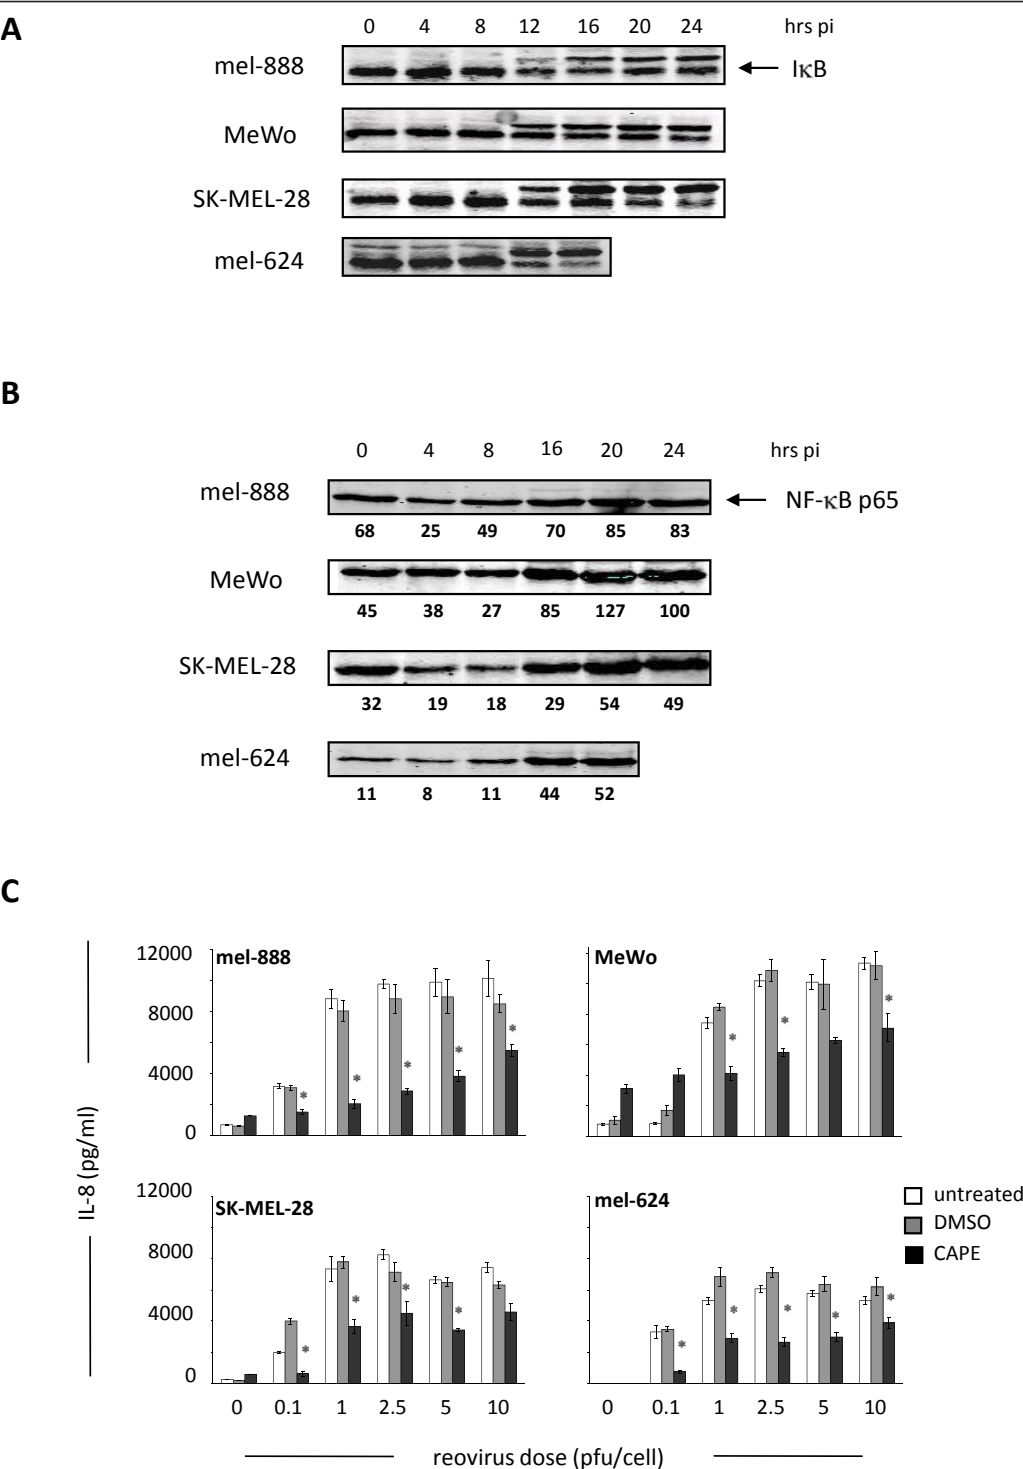 A
0 4 8 12 16 20 24 hrs pi
mel-888
IκB
MeWo
SK-MEL-28
mel-624
B
0 4 8 16 20 24 hrs pi
mel-888
NF-κB p65
68 25 49 70 85 83
MeWo
45 38 27 85 127 100
SK-MEL-28
32 19 18 29 54 49
mel-624
11 8 11 44 52
C
IL-8 (pg/ml)
12000
8000
4000
0
mel-888
* * * * *
MeWo
* * *
12000
8000
4000
0
SK-MEL-28
* * * *
mel-624
* * * * *
untreated
DMSO
CAPE
0 0.1 1 2.5 5 10
0 0.1 1 2.5 5 10
reovirus dose (pfu/cell)